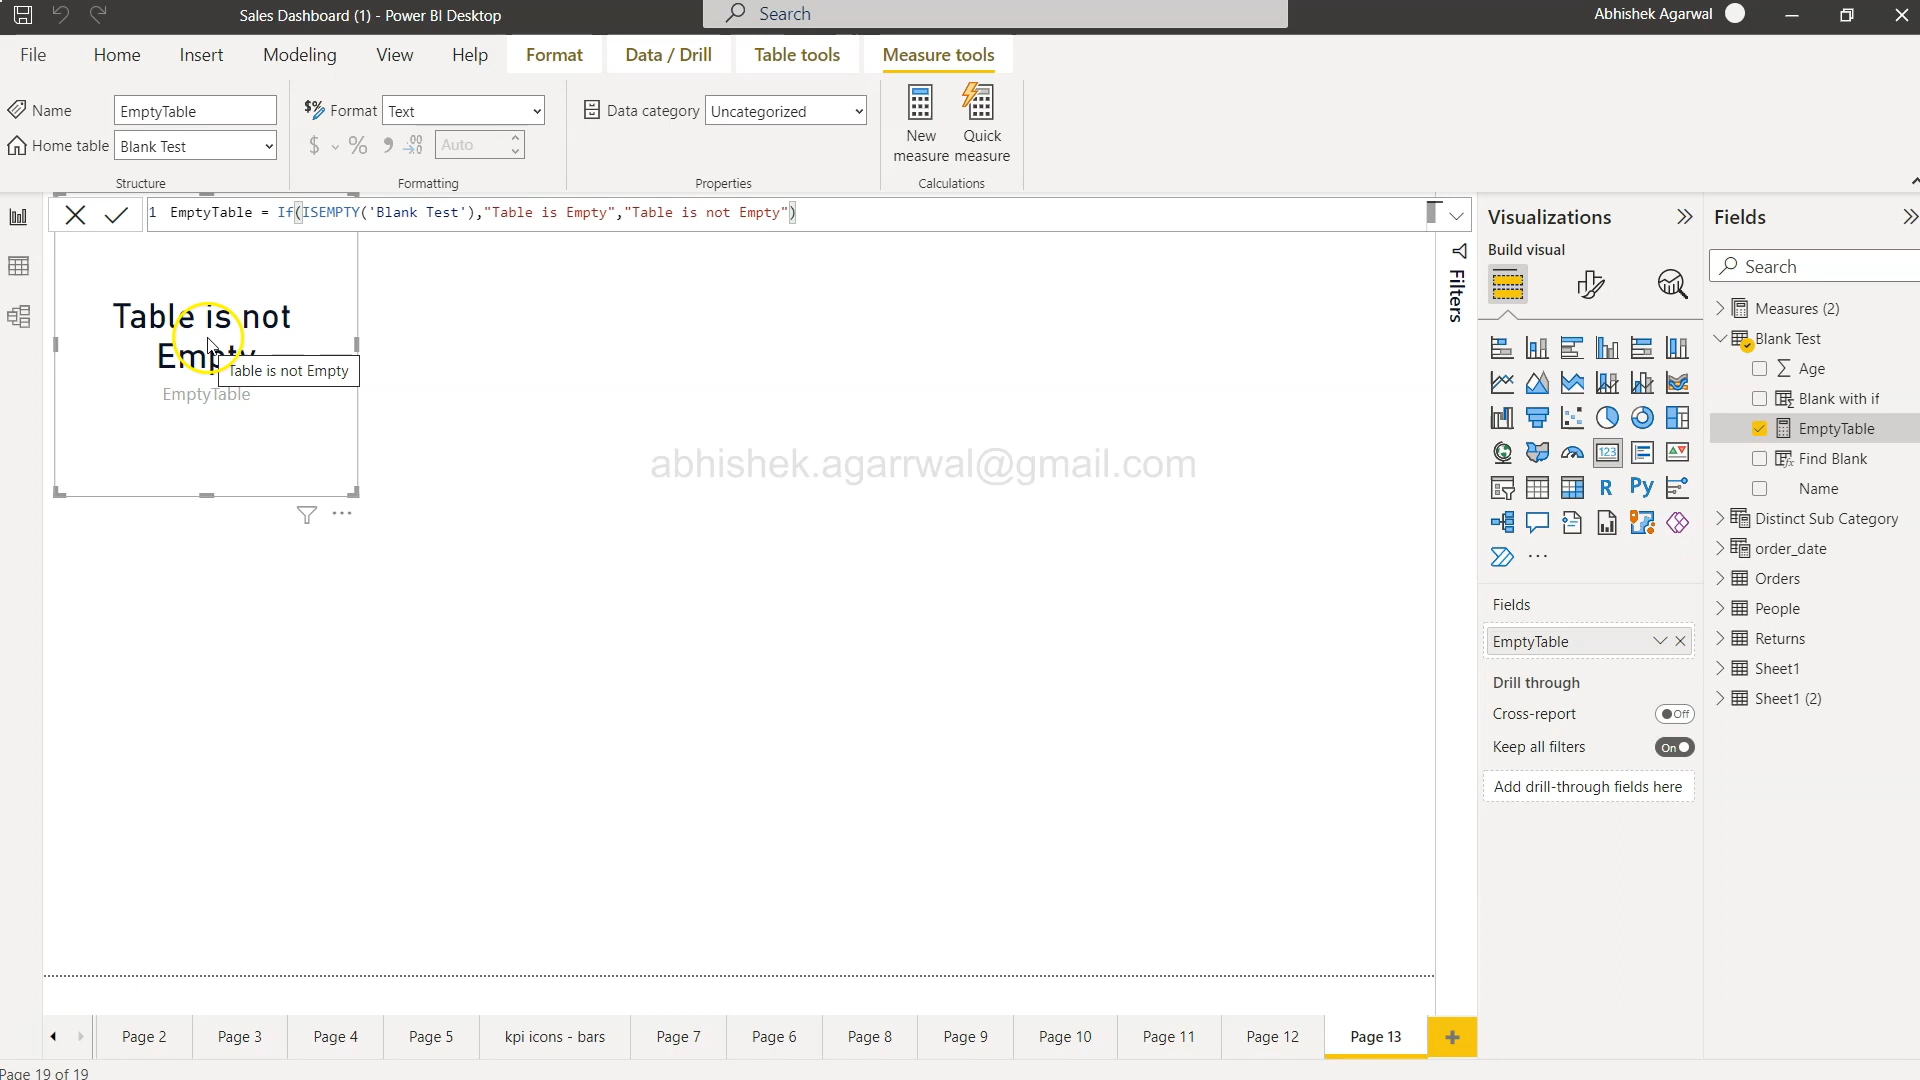 Sales Dashboard (1) - Power BI Desktop
Search
Abhishek Agarwal
File Home Insert Modeling View Help Format Data / Drill Table tools Measure tools
Name EmptyTable
Home table Blank Test
Structure
Format Text
$ % 9 .00 Auto
Formatting
Data category Uncategorized
Properties
New measure
Quick measure
Calculations
1 EmptyTable = If(ISEMPTY('Blank Test'),"Table is Empty","Table is not Empty")
Table is not
Empty
Table is not Empty
EmptyTable
abhishek.agarrwal@gmail.com
Filters
Visualizations
Build visual
123
R Py
Fields
EmptyTable
Drill through
Cross-report Off
Keep all filters On
Add drill-through fields here
Fields
Search
Measures (2)
Blank Test
Age
Blank with if
EmptyTable
Find Blank
Name
Distinct Sub Category
order_date
Orders
People
Returns
Sheet1
Sheet1 (2)
Page 2 Page 3 Page 4 Page 5 kpi icons - bars Page 7 Page 6 Page 8 Page 9 Page 10 Page 11 Page 12 Page 13
Page 19 of 19